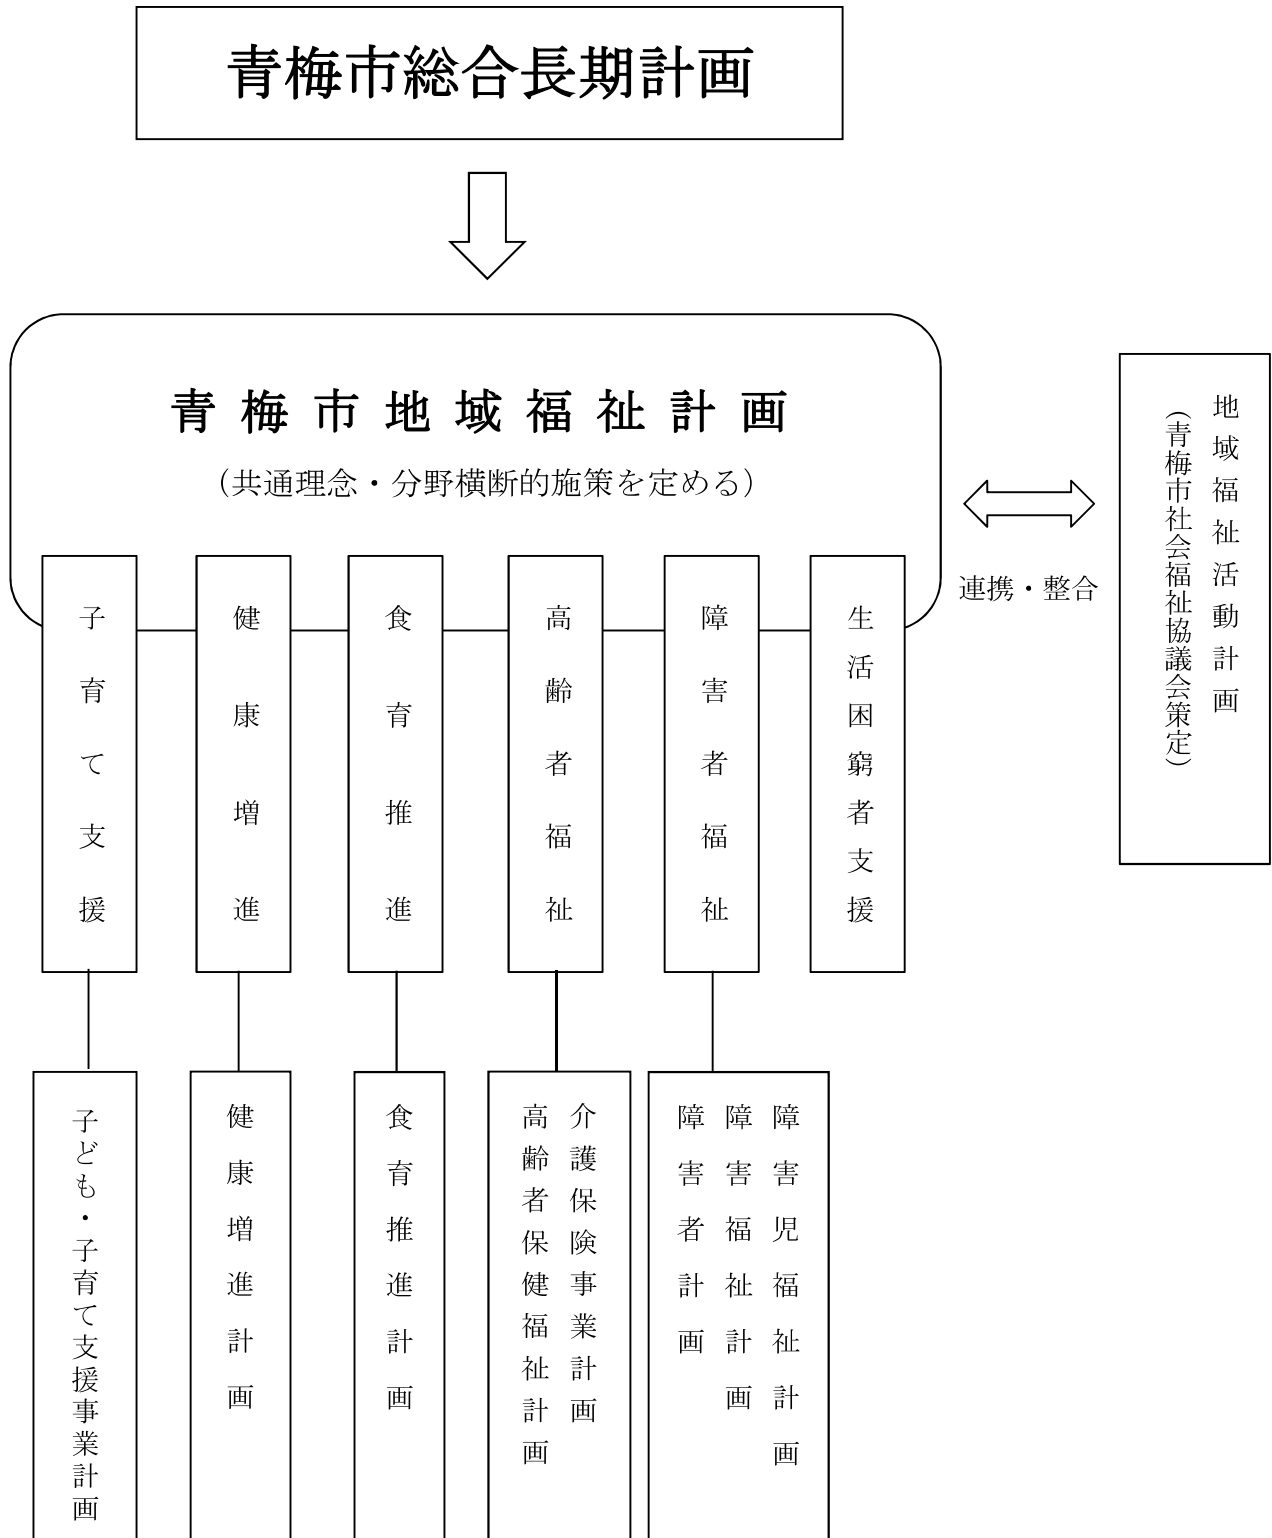 青梅市総合長期計画
青梅市地域福祉計画
（共通理念・分野横断的施策を定める）
連携・整合
地域福祉活動計画
（青梅市社会福祉協議会策定）
子育て支援
健康増進
食育推進
高齢者福祉
障害者福祉
生活困窮者支援
子ども・子育て支援事業計画
健康増進計画
食育推進計画
介護保険事業計画
高齢者保健福祉計画
障害児福祉計画
障害福祉計画
障害者計画